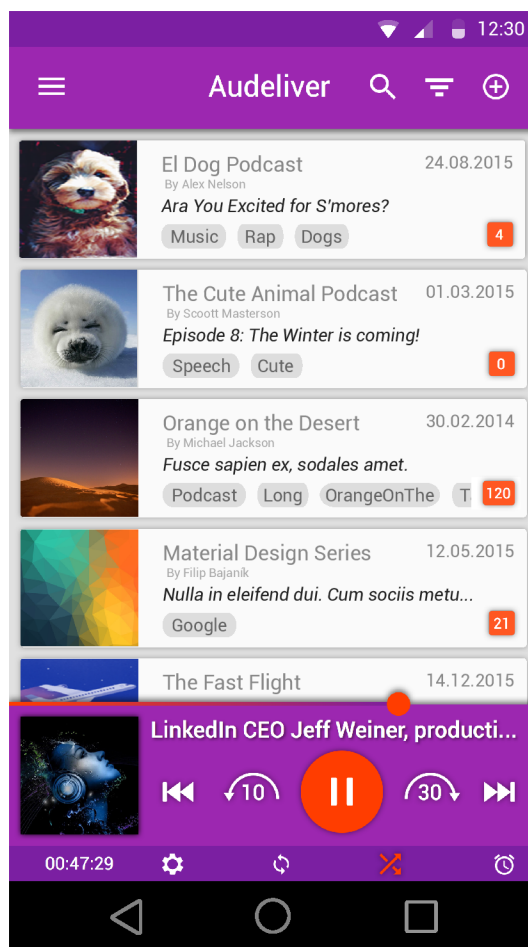 12:30
Audeliver
El Dog Podcast 24.08.2015
By Alex Nelson
Ara You Excited for S'mores?
Music Rap Dogs 4
The Cute Animal Podcast 01.03.2015
By Scoott Masterson
Episode 8: The Winter is coming!
Speech Cute 0
Orange on the Desert 30.02.2014
By Michael Jackson
Fusce sapien ex, sodales amet.
Podcast Long OrangeOnThe T 120
Material Design Series 12.05.2015
By Filip Bajaník
Nulla in eleifend dui. Cum sociis metu...
Google 21
The Fast Flight 14.12.2015
LinkedIn CEO Jeff Weiner, producti...
10 30
00:47:29